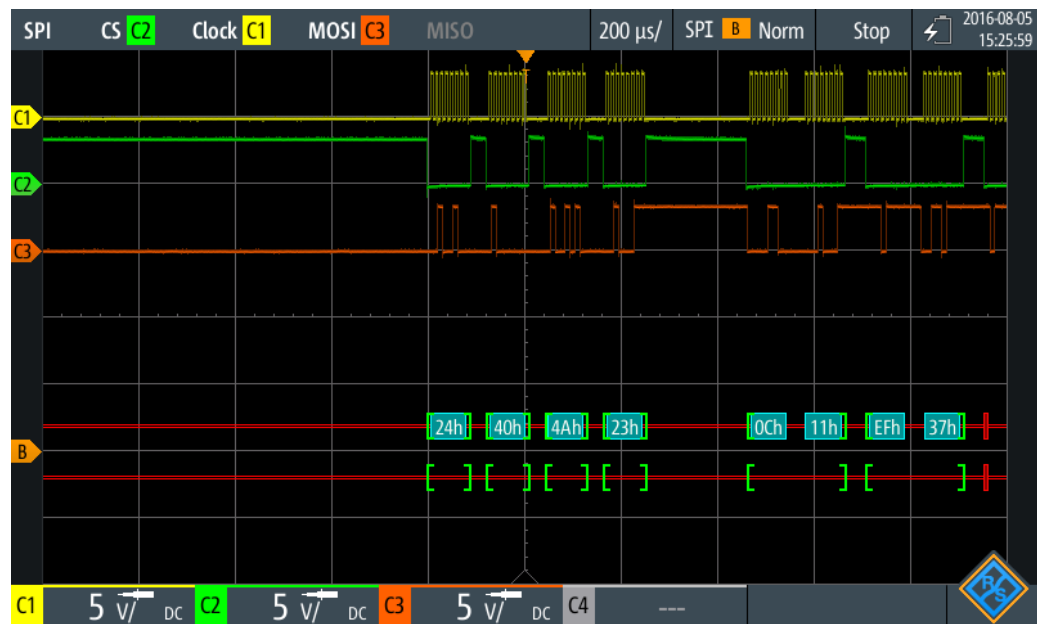 SPI CS C2 Clock C1 MOSI C3 MISO 200 µs/ SPI B Norm Stop 2016-08-05
15:25:59
T
C1
C2
C3
24h 40h 4Ah 23h 0Ch 11h EFh 37h
B
C1 5 V/ DC C2 5 V/ DC C3 5 V/ DC C4 ---
R/S